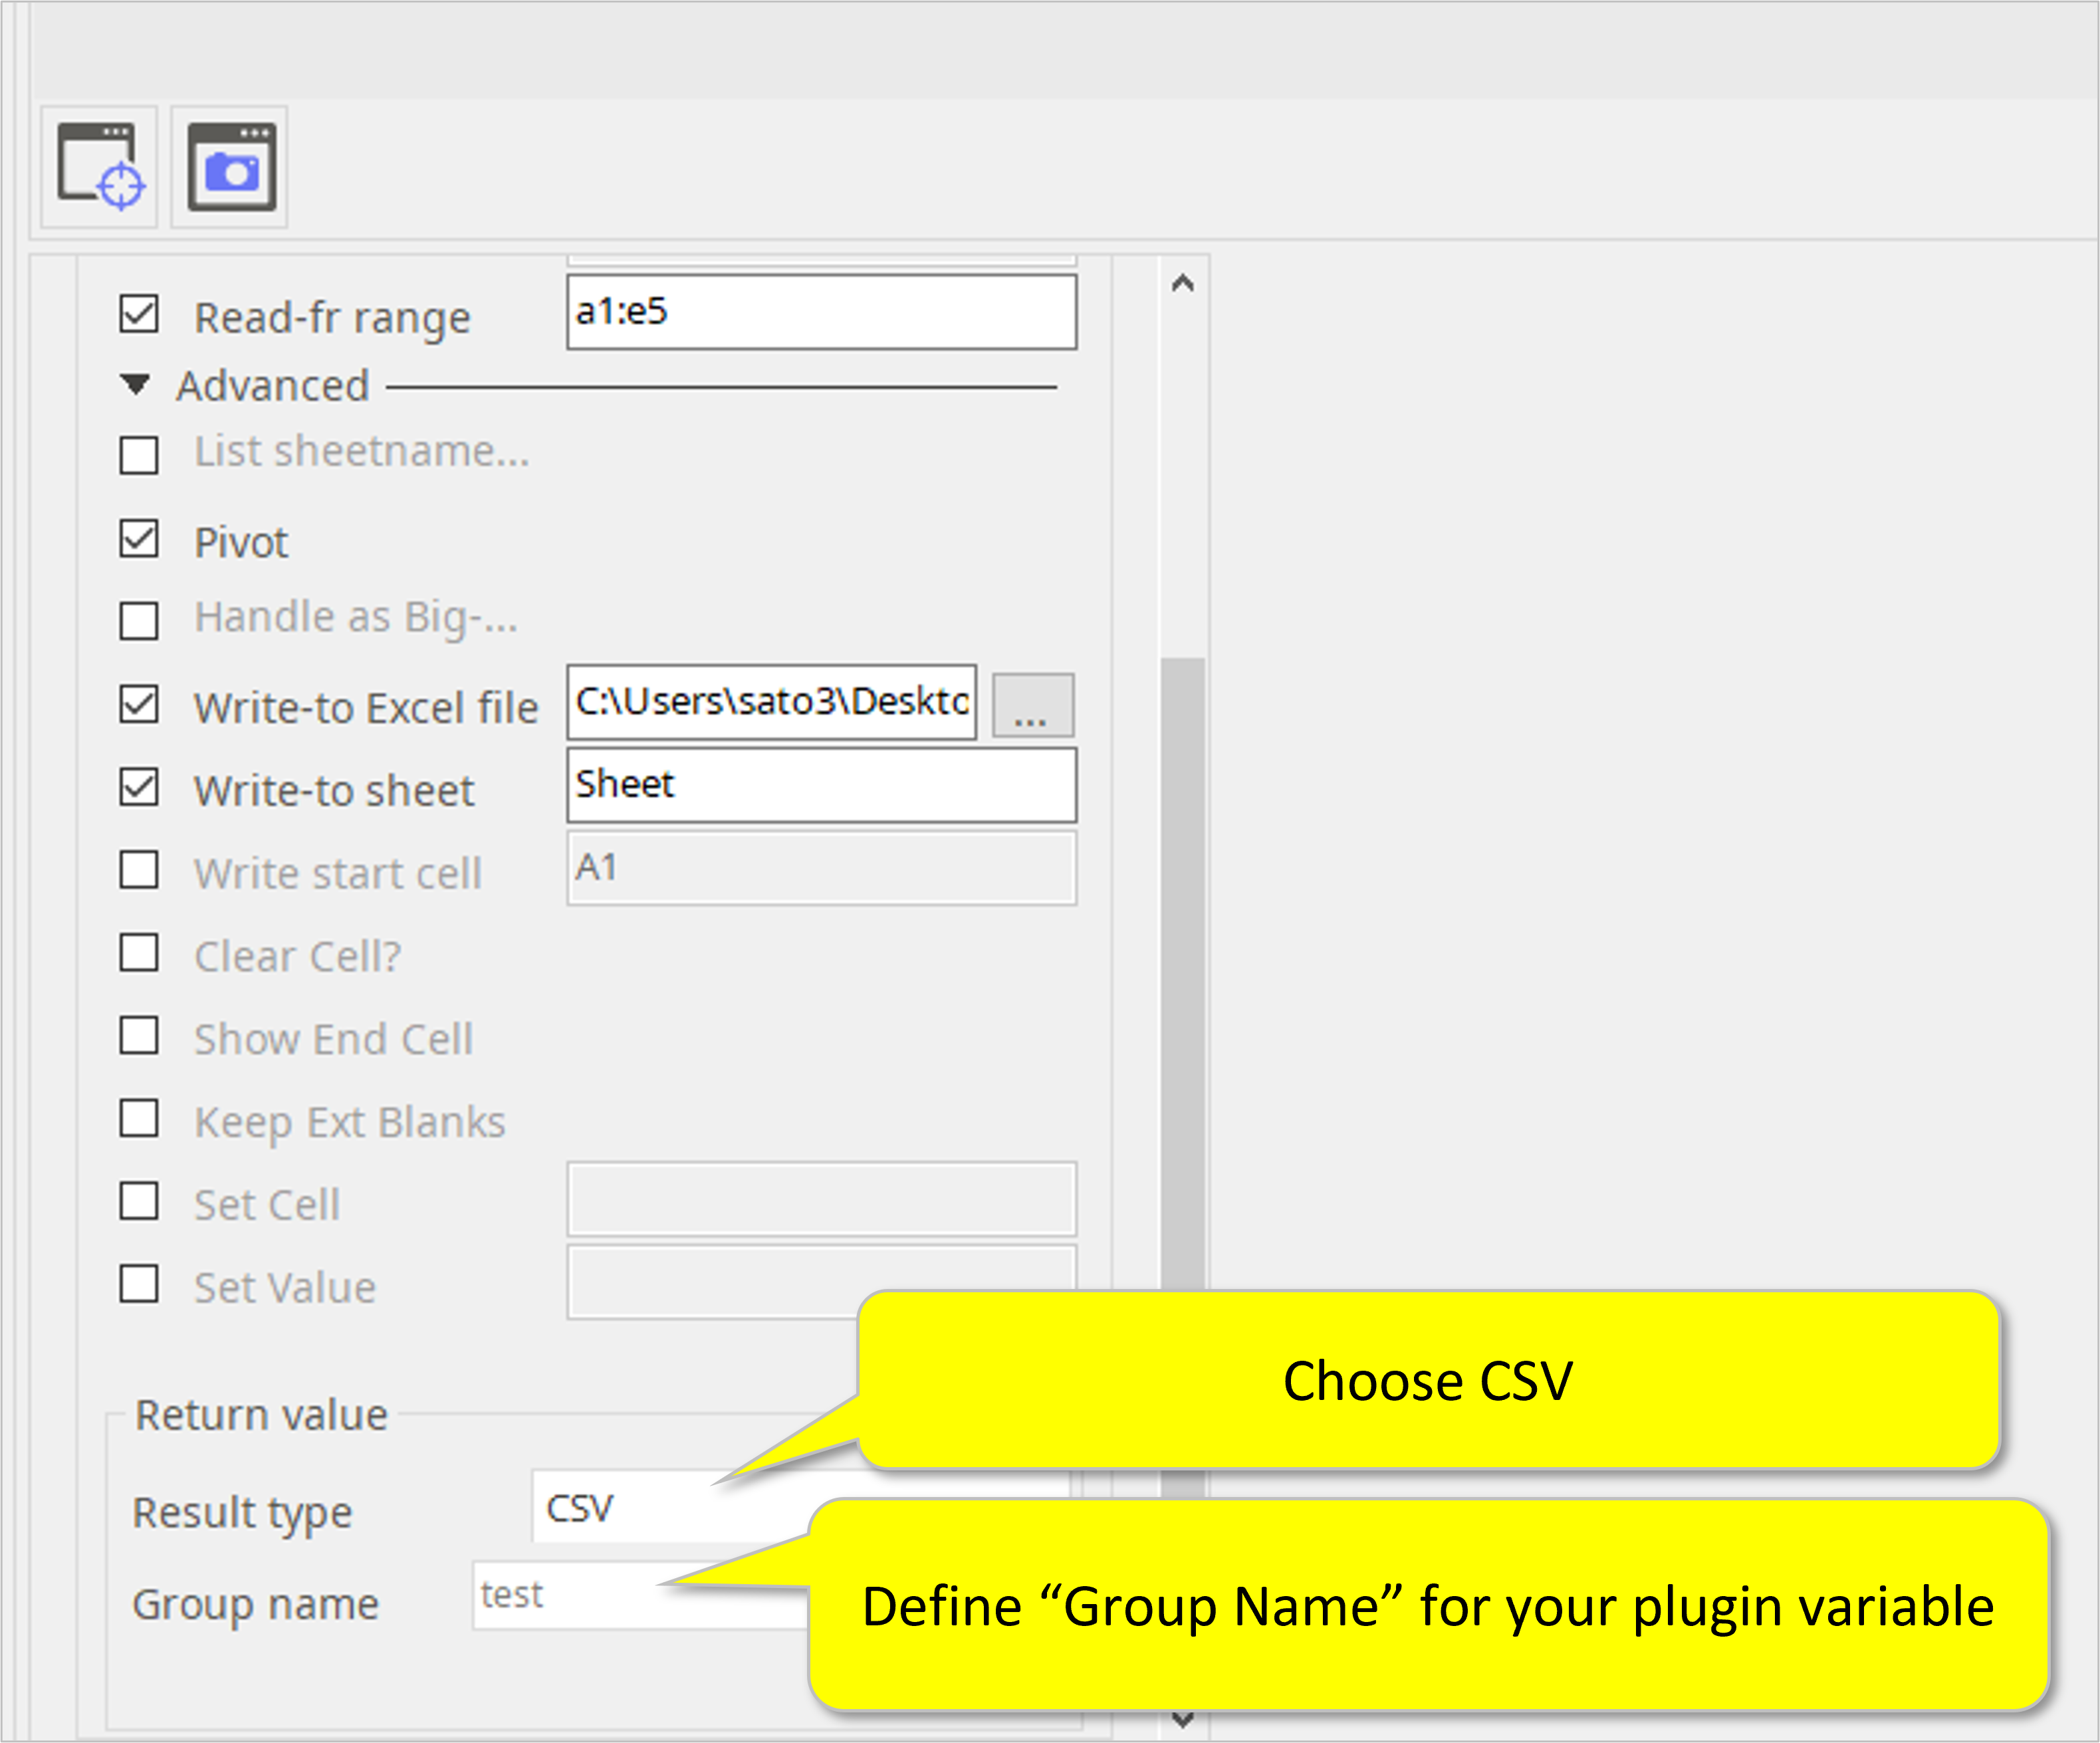 Read-fr range a1:e5
Advanced
List sheetname...
Pivot
Handle as Big-...
Write-to Excel file C:\Users\sato3\Deskto ...
Write-to sheet Sheet
Write start cell A1
Clear Cell?
Show End Cell
Keep Ext Blanks
Set Cell
Set Value
Choose CSV
Return value
Result type CSV
Group name test
Define “Group Name” for your plugin variable